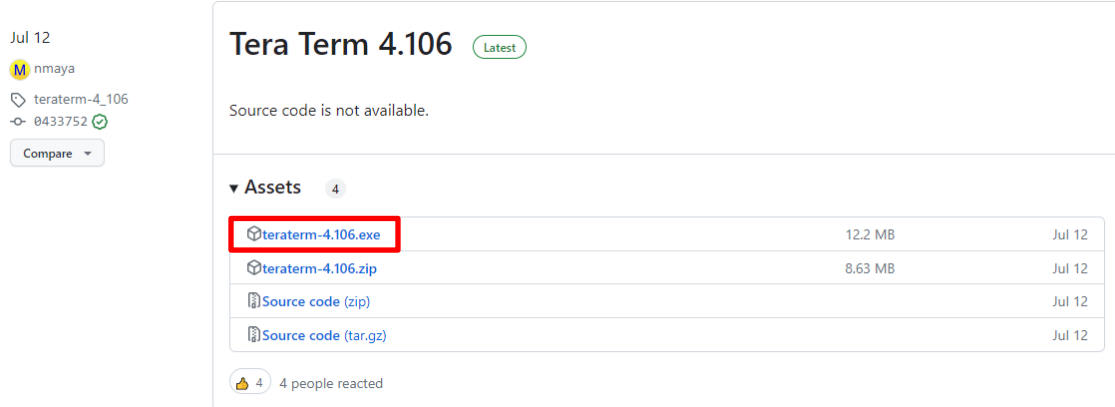 Jul 12
M nmaya
teraterm-4_106
0433752
Compare
Tera Term 4.106 Latest
Source code is not available.
Assets 4
teraterm-4.106.exe 12.2 MB Jul 12
teraterm-4.106.zip 8.63 MB Jul 12
Source code (zip) Jul 12
Source code (tar.gz) Jul 12
4 4 people reacted